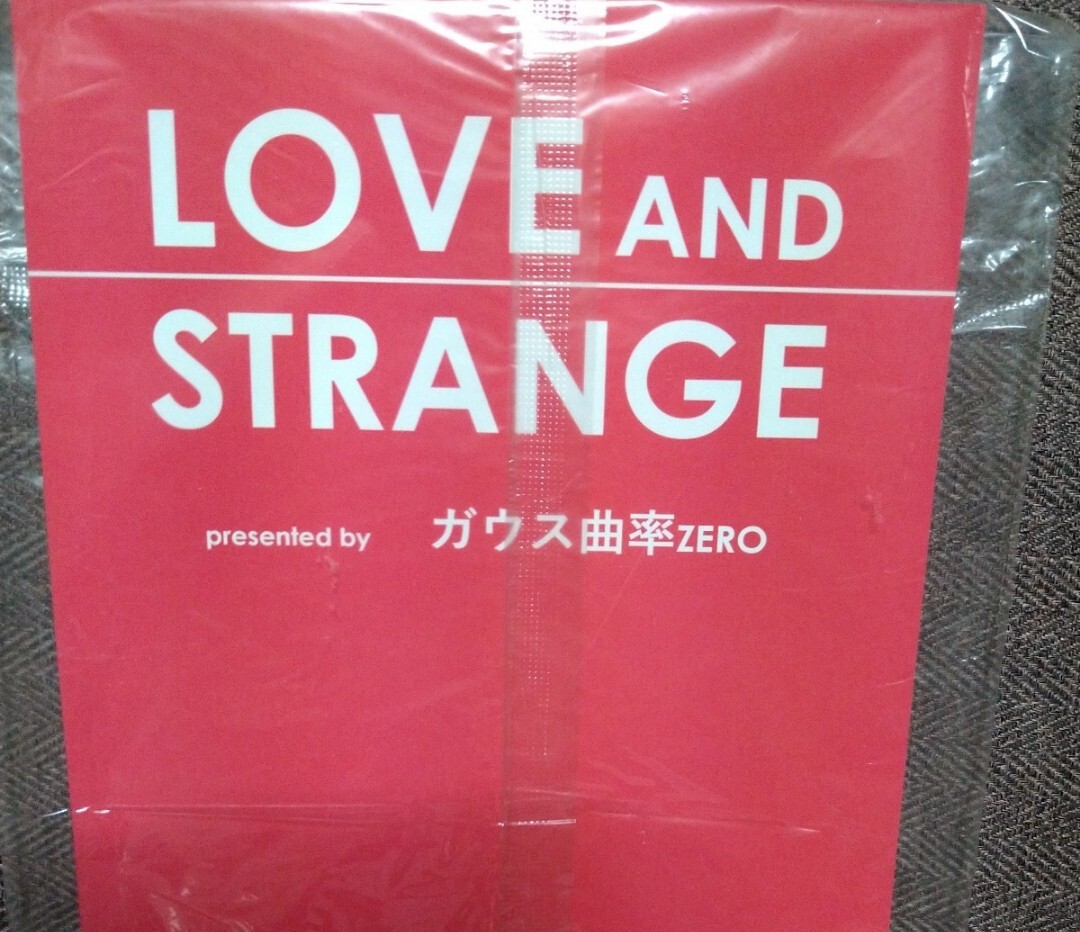 LOVE AND
STRANGE
presented by ガウス曲率ZERO